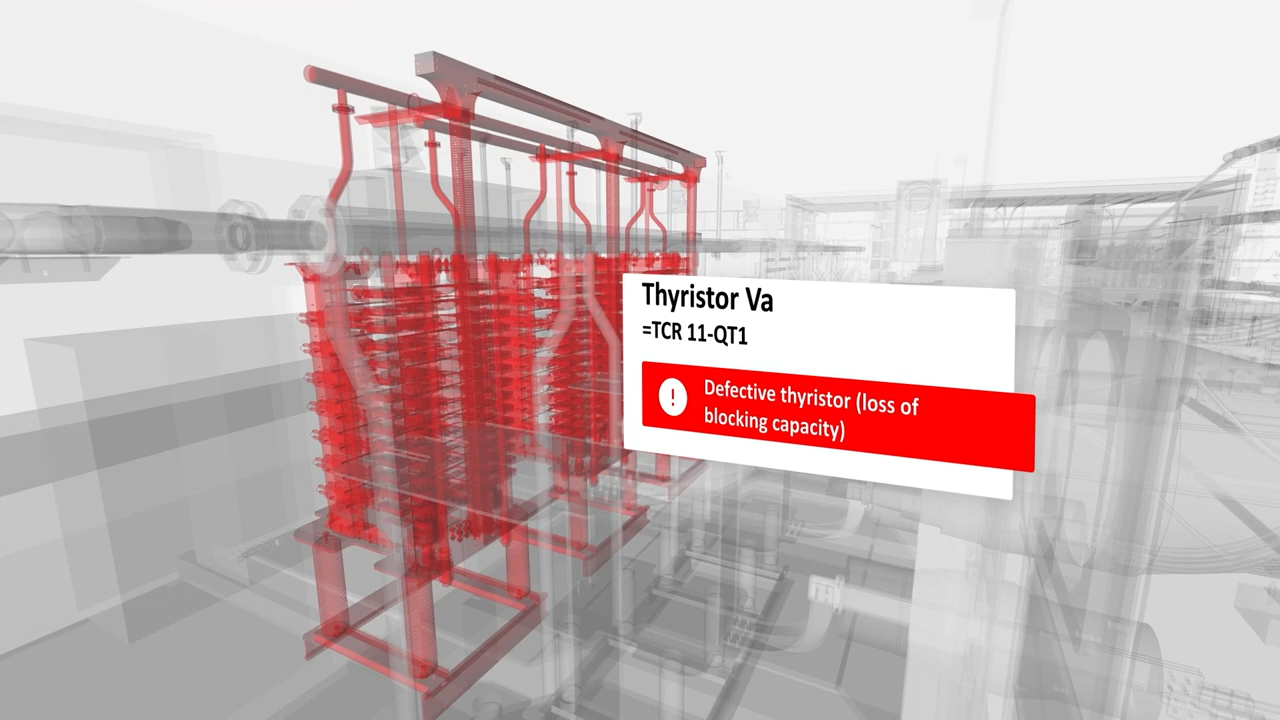 Thyristor Va
=TCR 11-QT1
! Defective thyristor (loss of
blocking capacity)